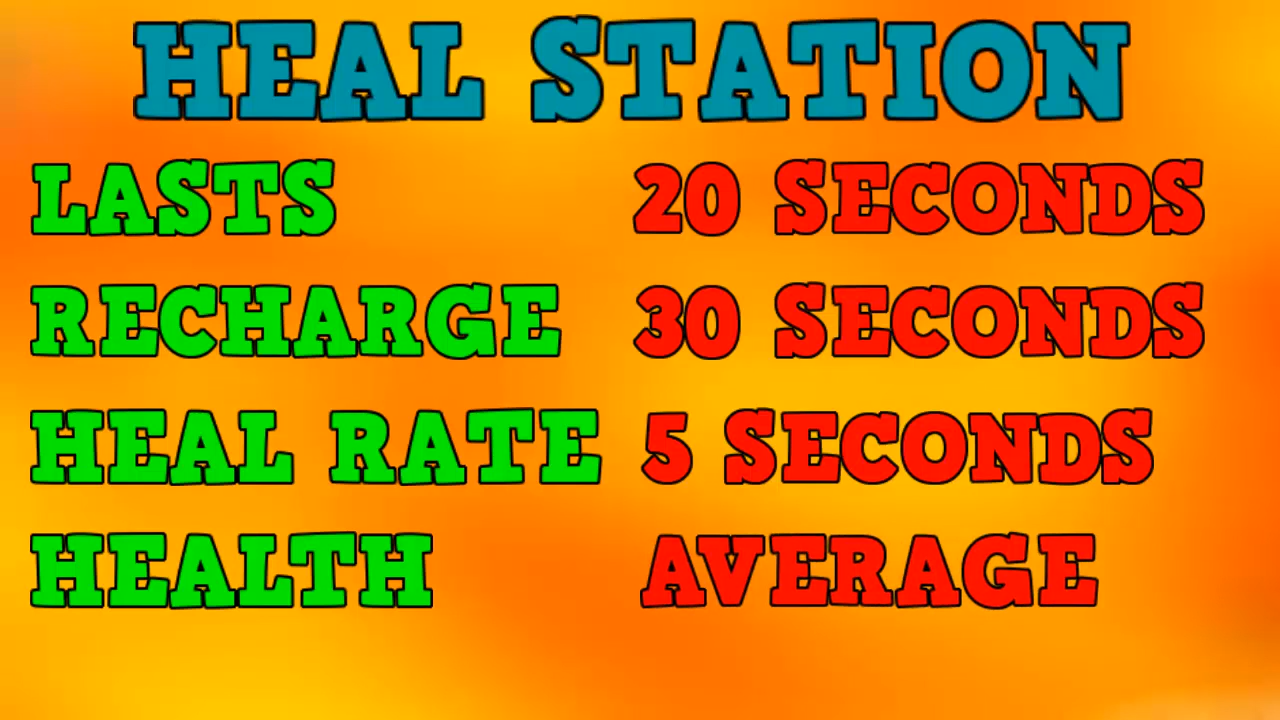 HEAL STATION
LASTS 20 SECONDS
RECHARGE 30 SECONDS
HEAL RATE 5 SECONDS
HEALTH AVERAGE